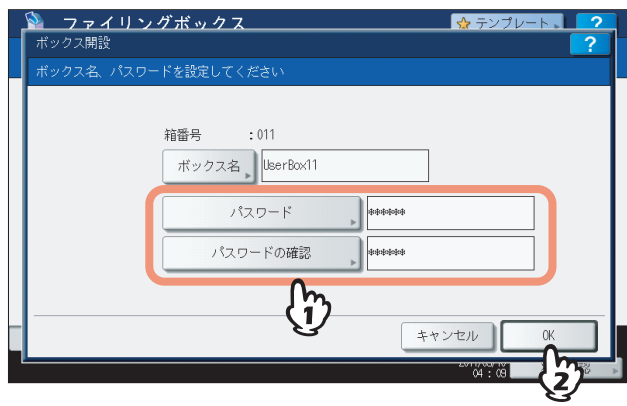 ファイリングボックス
テンプレート
?
ボックス開設
?
ボックス名、パスワードを設定してください
箱番号 :011
ボックス名 UserBox11
パスワード ******
パスワードの確認 ******
1
キャンセル OK
04:09
2